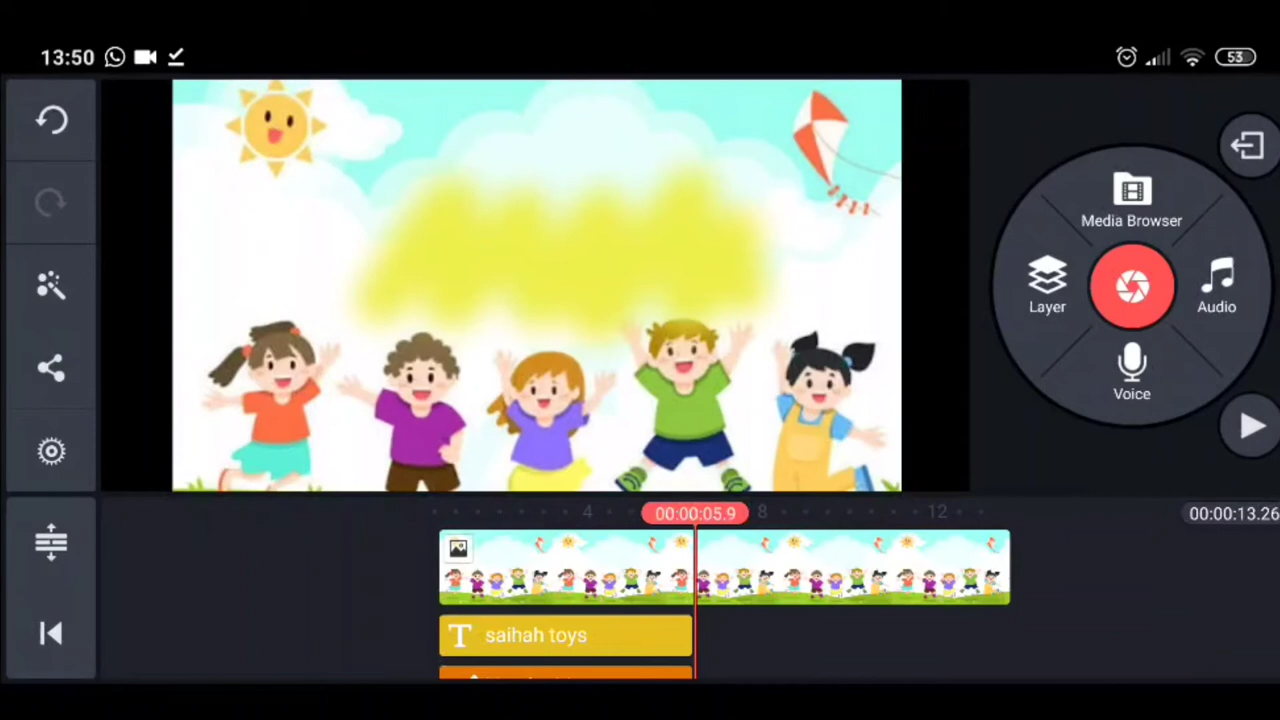 13:50
53
Media Browser
Layer
Audio
Voice
4
00:00:05.9
8
12
00:00:13.26
T saihah toys